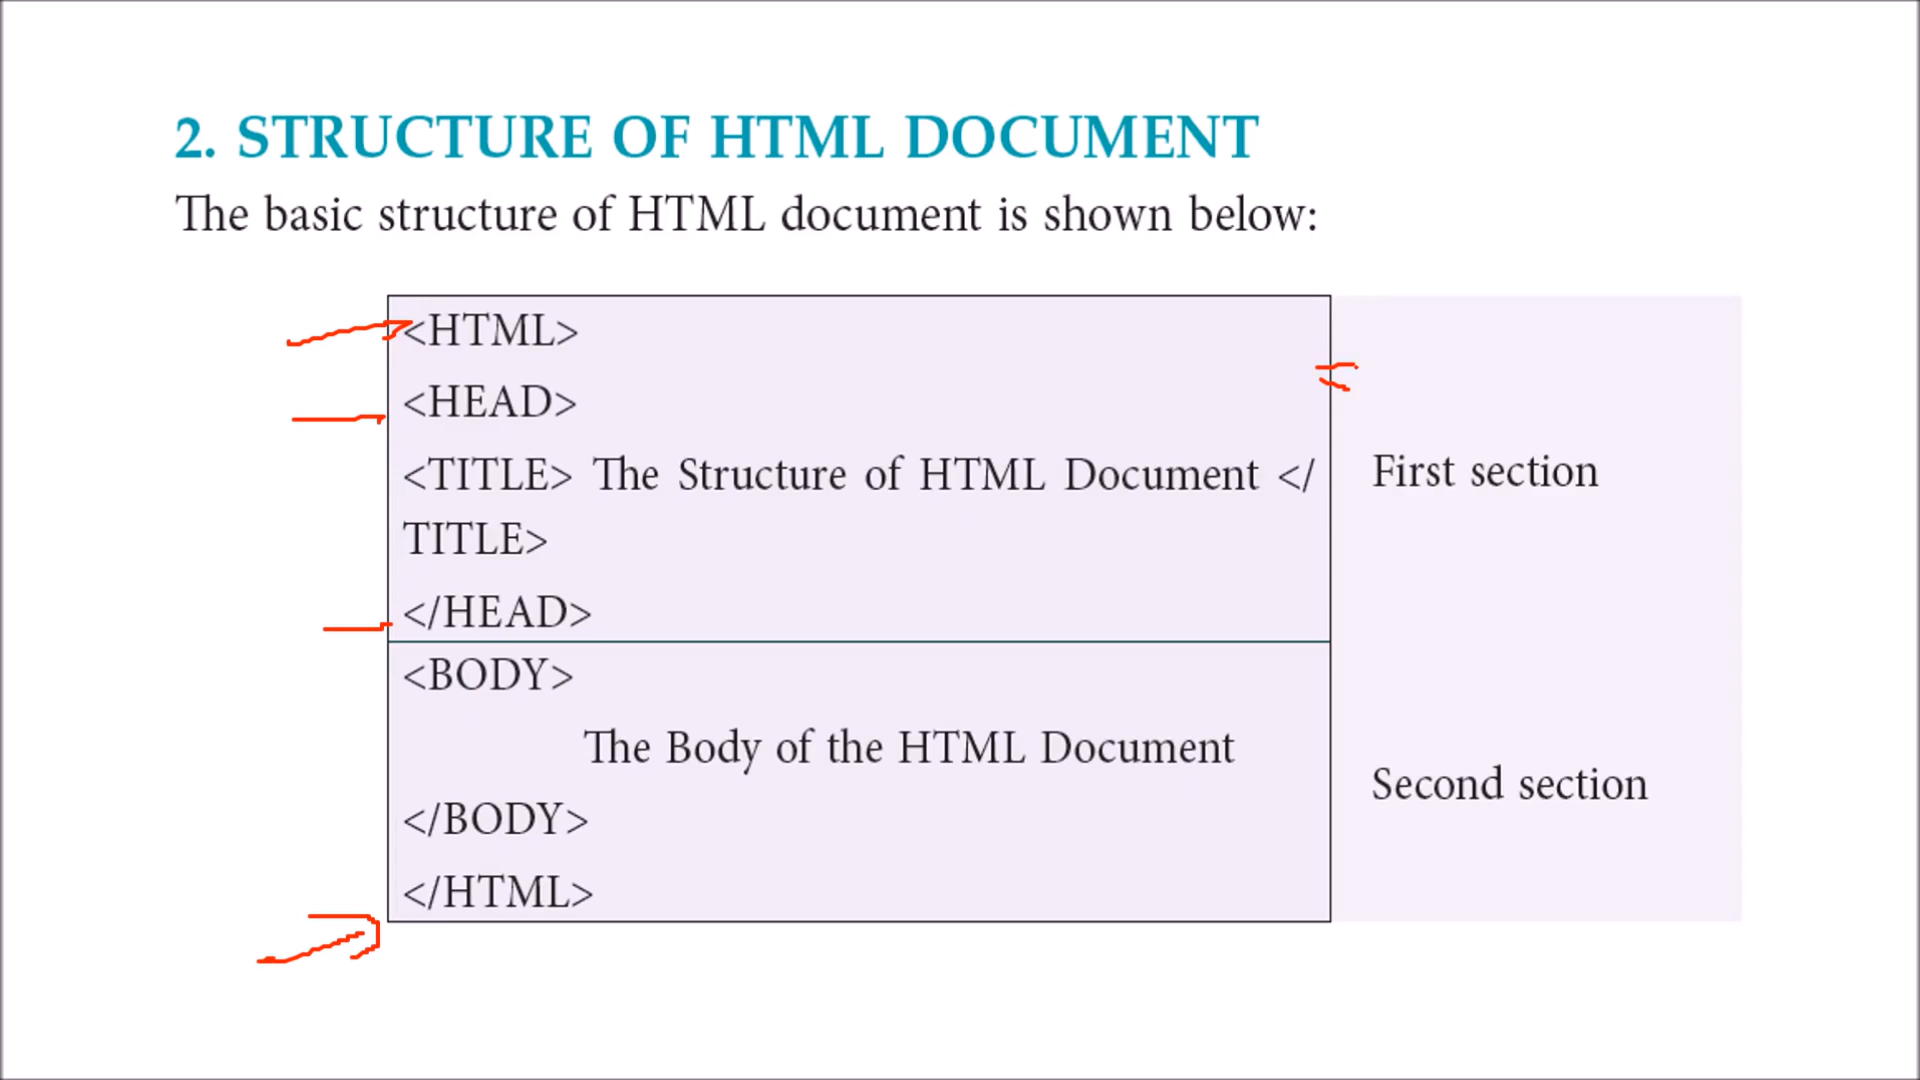 2. STRUCTURE OF HTML DOCUMENT
The basic structure of HTML document is shown below:
<HTML>
<HEAD>
<TITLE> The Structure of HTML Document </
TITLE>
</HEAD>
First section
<BODY>
The Body of the HTML Document
</BODY>
</HTML>
Second section